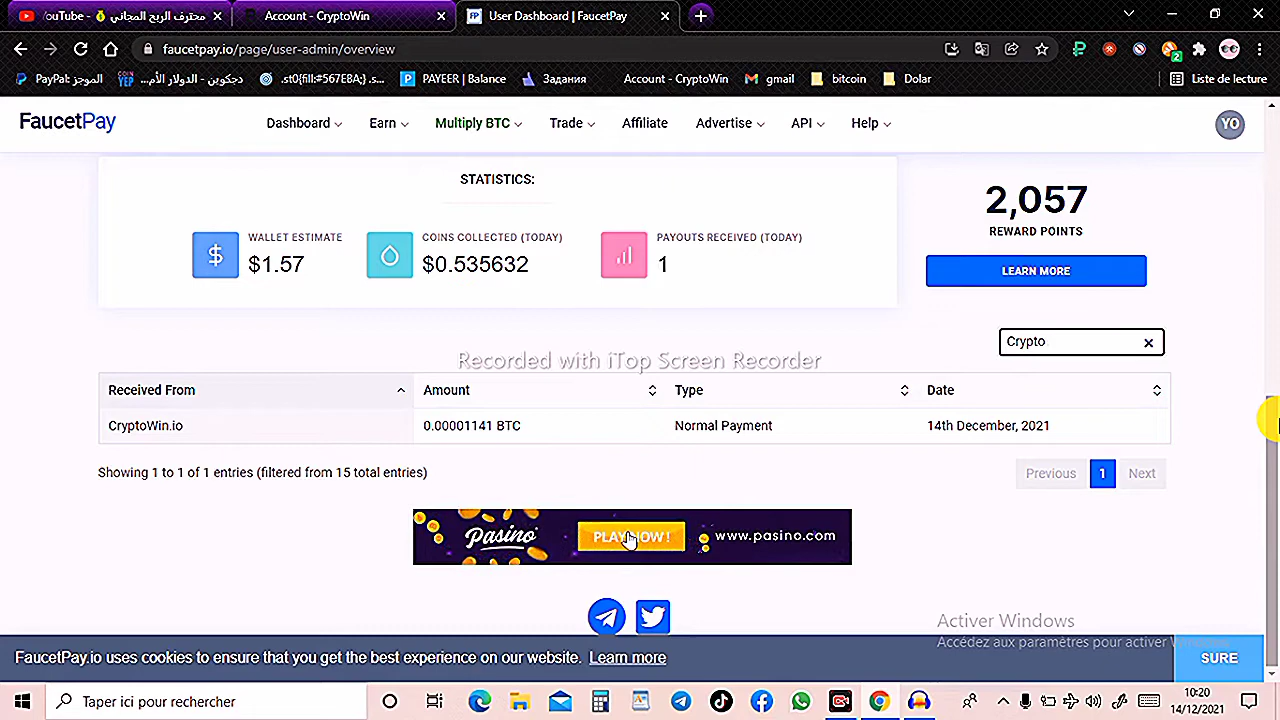 YouTube - 💰 محترف الربح المجاني
Account - CryptoWin
User Dashboard | FaucetPay
faucetpay.io/page/user-admin/overview
PayPal: الموجز
دجكوين - الدولار الأم...
.st0{fill:#567EBA;} .s...
PAYEER | Balance
Задания
Account - CryptoWin
gmail
bitcoin
Dolar
Liste de lecture
FaucetPay
Dashboard
Earn
Multiply BTC
Trade
Affiliate
Advertise
API
Help
YO
STATISTICS:
WALLET ESTIMATE
$1.57
COINS COLLECTED (TODAY)
$0.535632
PAYOUTS RECEIVED (TODAY)
1
2,057
REWARD POINTS
LEARN MORE
Crypto
Recorded with iTop Screen Recorder
Received From Amount Type Date
CryptoWin.io 0.00001141 BTC Normal Payment 14th December, 2021
Showing 1 to 1 of 1 entries (filtered from 15 total entries)
Previous 1 Next
Pasino PLAY NOW! www.pasino.com
Activer Windows
Accédez aux paramètres pour activer Windows.
FaucetPay.io uses cookies to ensure that you get the best experience on our website. Learn more
SURE
Taper ici pour rechercher
10:20
14/12/2021